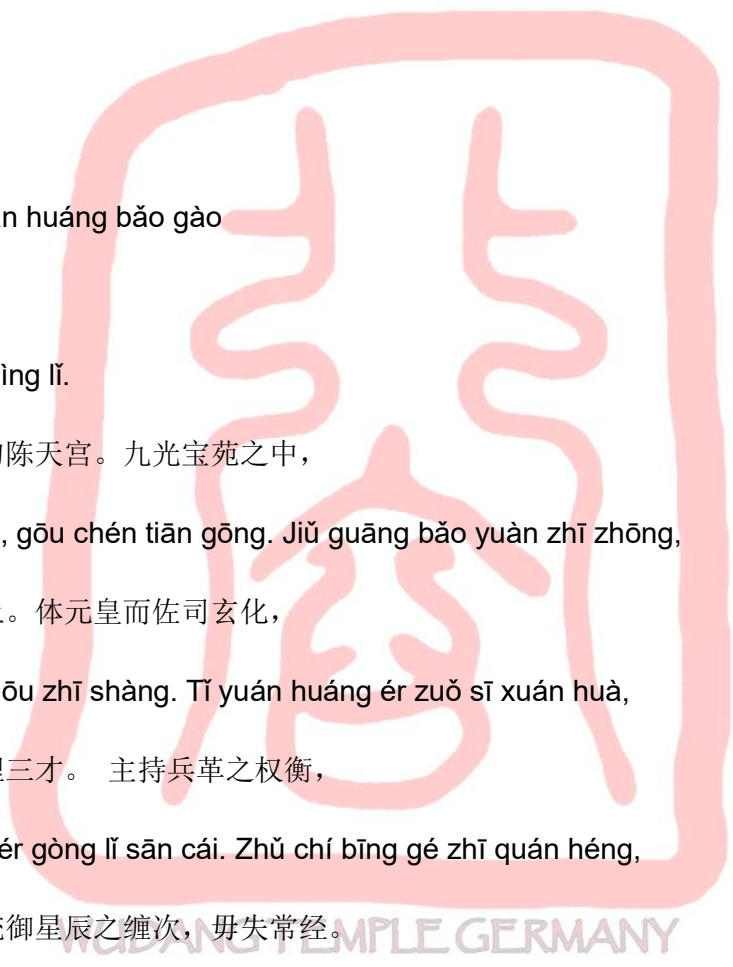 n huáng bǎo gào
ìng lǐ.
陈天宫。九光宝苑之中，
, gōu chén tiān gōng. Jiǔ guāng bǎo yuàn zhī zhōng,
。体元皇而佐司玄化，
ōu zhī shàng. Tǐ yuán huáng ér zuǒ sī xuán huà,
三才。 主持兵革之权衡，
ér gòng lǐ sān cái. Zhǔ chí bīng gé zhī quán héng,
御星辰之缠次，毋失常经。
WUDANG TEMPLE GERMANY